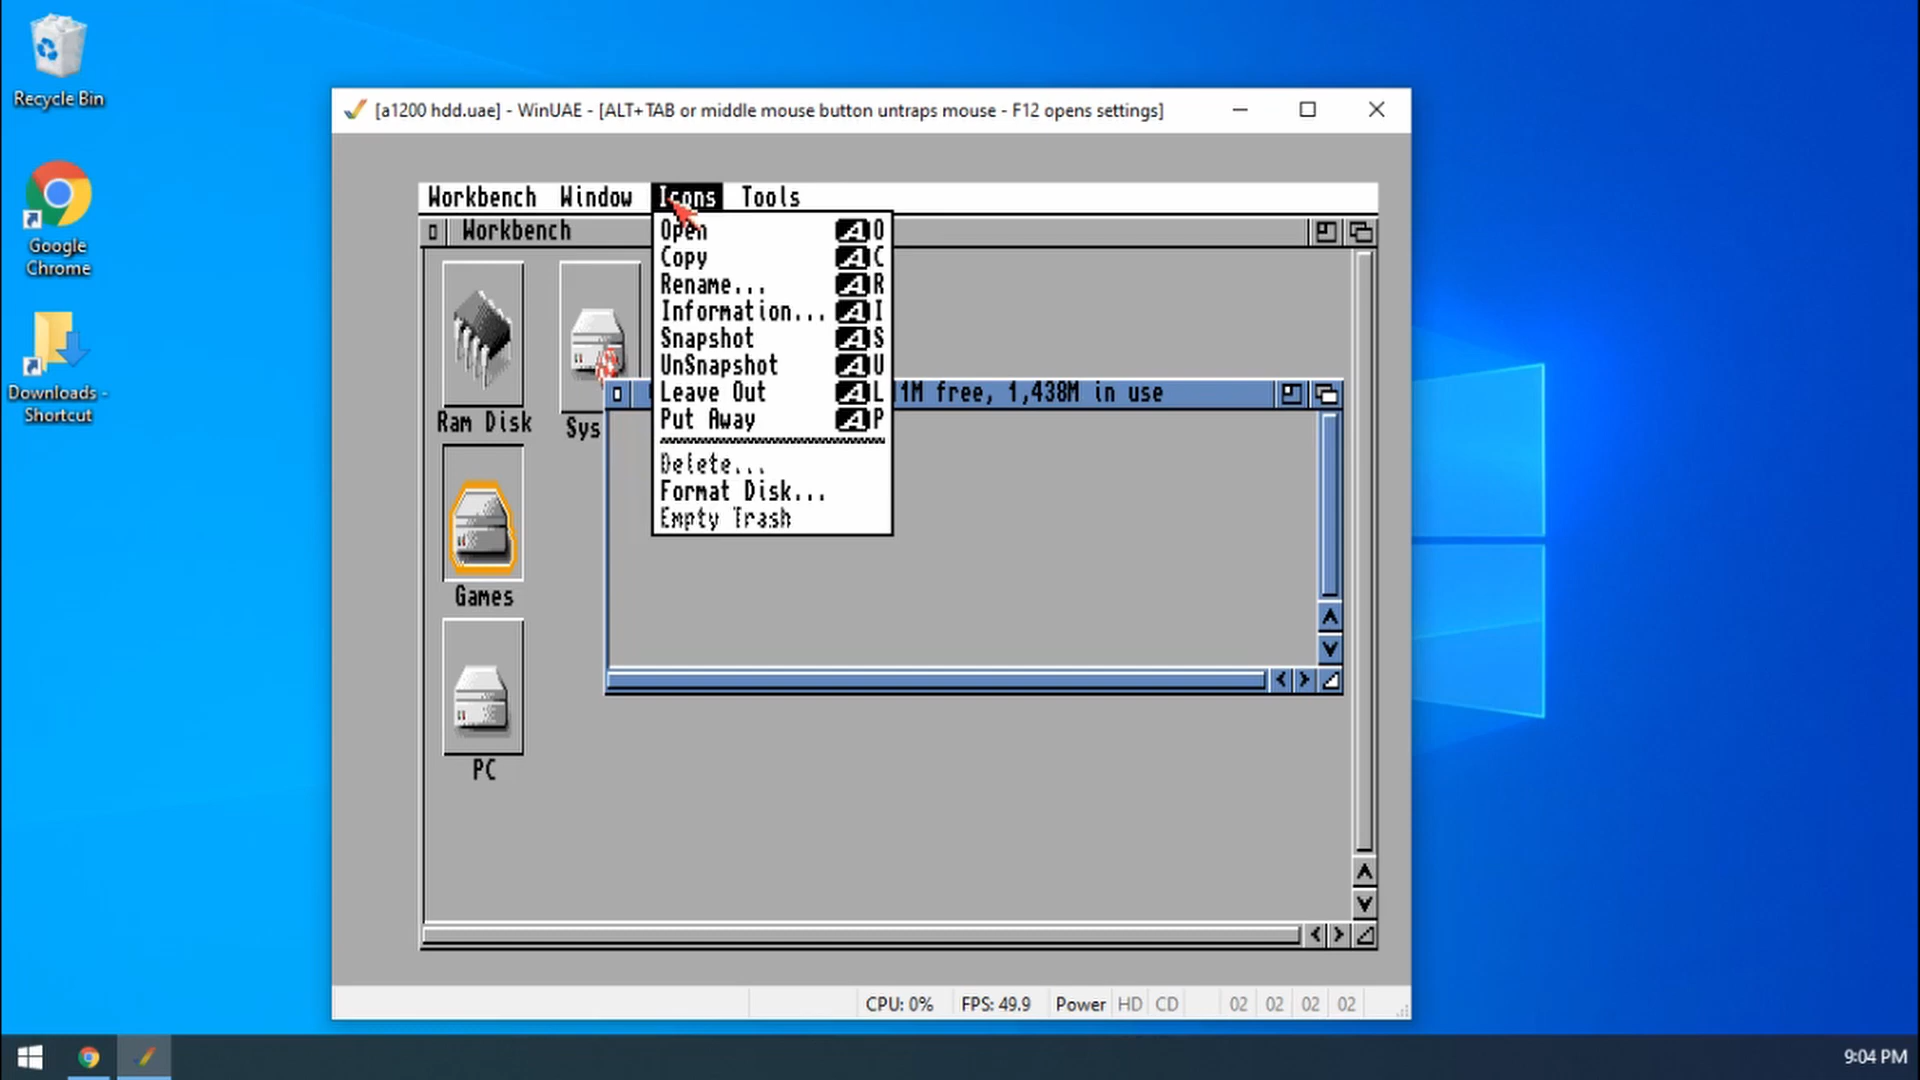 Recycle Bin
Google
Chrome
Downloads -
Shortcut
[a1200 hdd.uae] - WinUAE - [ALT+TAB or middle mouse button untraps mouse - F12 opens settings]
Workbench Window Icons Tools
Workbench
Open A O
Copy A C
Rename... A R
Information... A I
Snapshot A S
UnSnapshot A U
Leave Out A L
Put Away A P
Delete...
Format Disk...
Empty Trash
1M free, 1,438M in use
Ram Disk
Sys
Games
PC
CPU: 0% FPS: 49.9 Power HD CD 02 02 02 02
9:04 PM